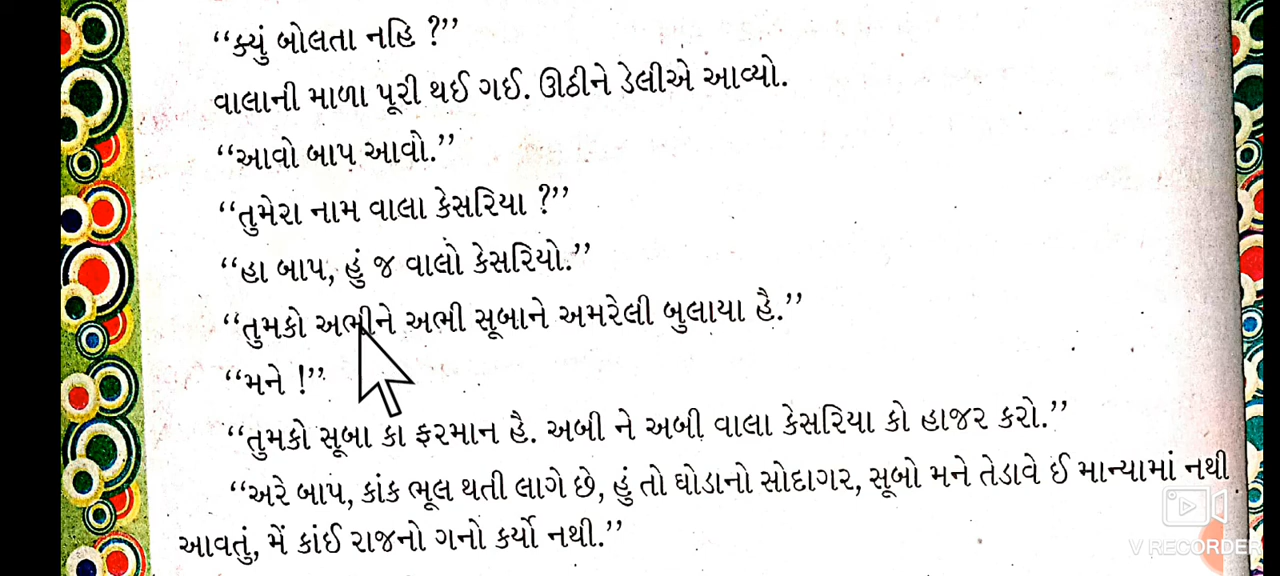 “ક્યું બોલતા નહિ ?”
વાલાની માળા પૂરી થઈ ગઈ. ઊઠીને ડેલીએ આવ્યો.
“આવો બાપ આવો.”
“તુમેરા નામ વાલા કેસરિયા ?”
“હા બાપ, હું જ વાલો કેસરિયો.”
“તુમકો અભીને અભી સૂબાને અમરેલી બુલાયા હૈ.”
“મને !”
“તુમકો સૂબા કા ફરમાન હૈ. અબી ને અબી વાલા કેસરિયા કો હાજર કરો.”
“અરે બાપ, કાંક ભૂલ થતી લાગે છે, હું તો ઘોડાનો સોદાગર, સૂબો મને તેડાવે ઈ માન્યામાં નથી
આવતું, મેં કાંઈ રાજનો ગનો કર્યો નથી.”
V RECORDER